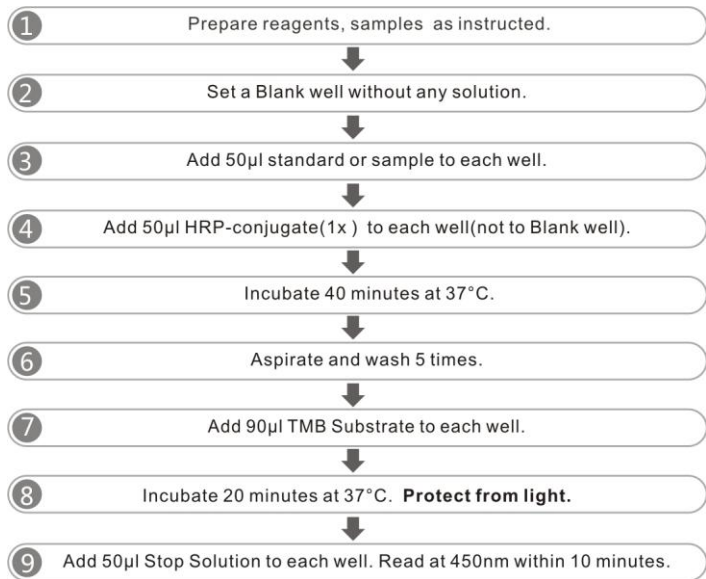 1 Prepare reagents, samples as instructed.
2 Set a Blank well without any solution.
3 Add 50µl standard or sample to each well.
4 Add 50µl HRP-conjugate(1x ) to each well(not to Blank well).
5 Incubate 40 minutes at 37°C.
6 Aspirate and wash 5 times.
7 Add 90µl TMB Substrate to each well.
8 Incubate 20 minutes at 37°C. Protect from light.
9 Add 50µl Stop Solution to each well. Read at 450nm within 10 minutes.